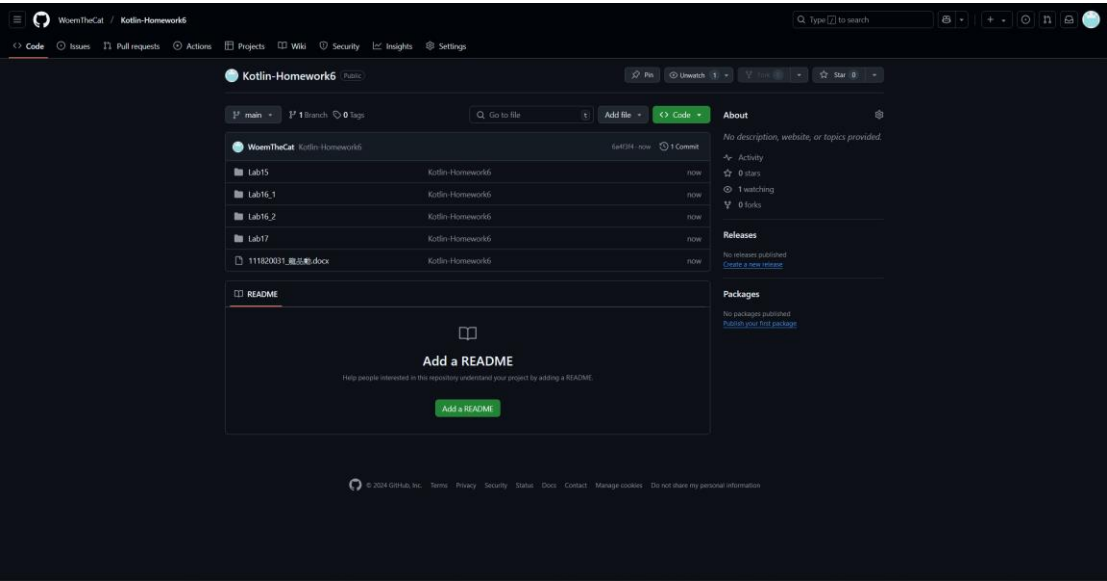 WoemTheCat / Kotlin-Homework6
Type / to search
Code Issues Pull requests Actions Projects Wiki Security Insights Settings
Kotlin-Homework6 Public
Pin Unwatch 1 Fork 0 Star 0
main 1 Branch 0 Tags Go to file t Add file Code
WoemTheCat Kotlin-Homework6 6a4f3f4 · now 1 Commit
Lab15 Kotlin-Homework6 now
Lab16_1 Kotlin-Homework6 now
Lab16_2 Kotlin-Homework6 now
Lab17 Kotlin-Homework6 now
Kotlin-Homework6 now
README
Add a README
Help people interested in this repository understand your project by adding a README.
Add a README
About
No description, website, or topics provided.
Activity
0 stars
1 watching
0 forks
Releases
No releases published
Create a new release
Packages
No packages published
Publish your first package
© 2024 GitHub, Inc. Terms Privacy Security Status Docs Contact Manage cookies Do not share my personal information